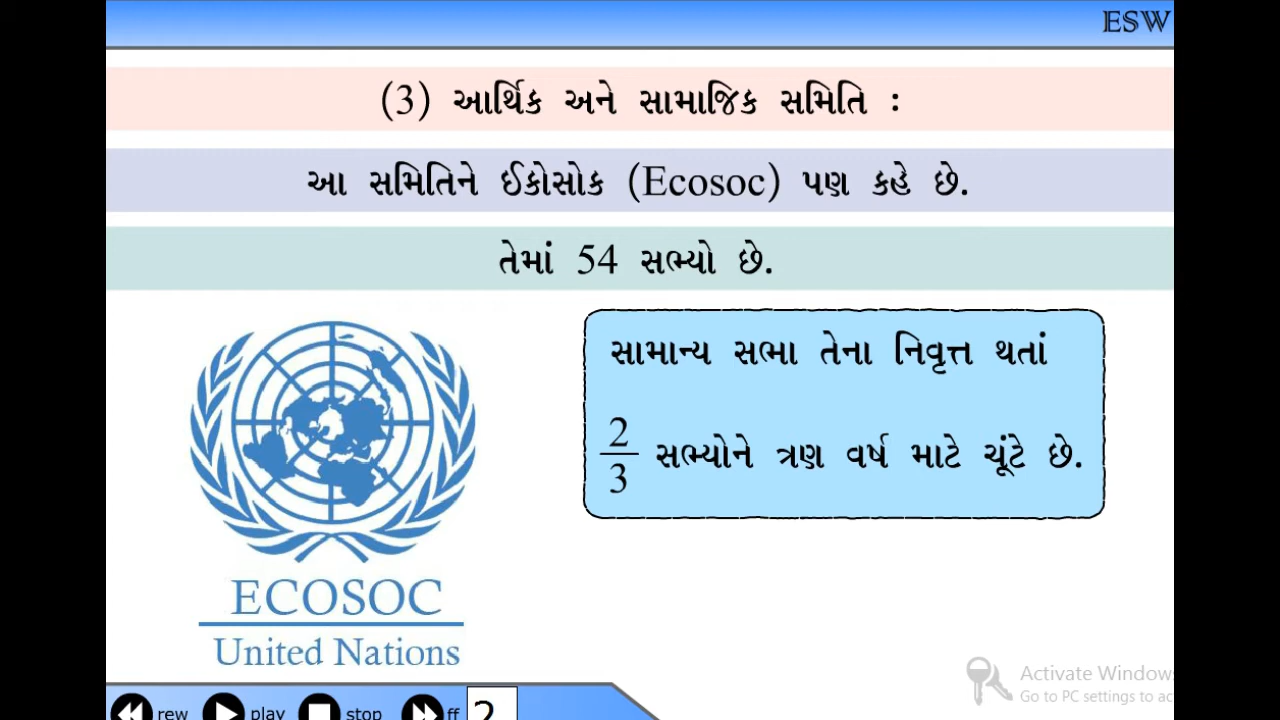 ESW
(3) આર્થિક અને સામાજિક સમિતિ :
આ સમિતિને ઈકોસોક (Ecosoc) પણ કહે છે.
તેમાં 54 સભ્યો છે.
સામાન્ય સભા તેના નિવૃત્ત થતાં
2/3 સભ્યોને ત્રણ વર્ષ માટે ચૂંટે છે.
ECOSOC
United Nations
Activate Windows
Go to PC settings to ac
rew play stop ff 2